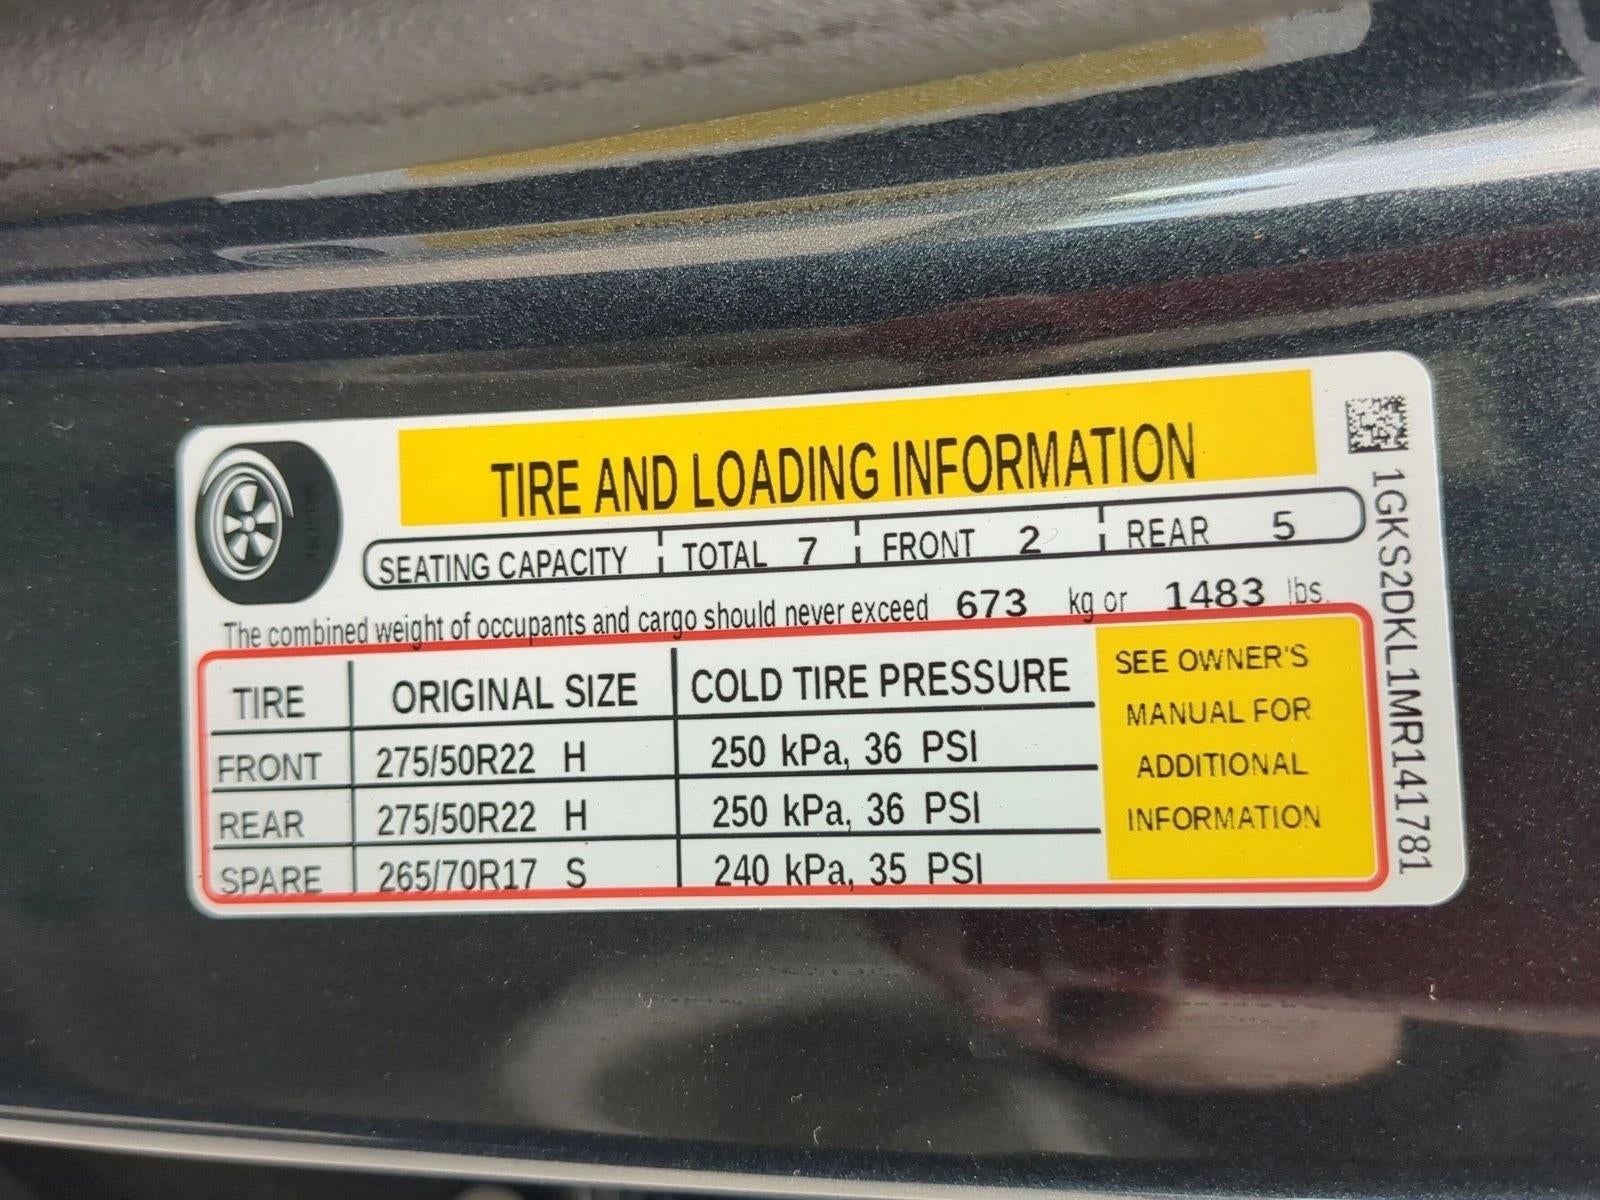 TIRE AND LOADING INFORMATION
SEATING CAPACITY TOTAL 7 FRONT 2 REAR 5
The combined weight of occupants and cargo should never exceed 673 kg or 1483 lbs.
TIRE ORIGINAL SIZE COLD TIRE PRESSURE
FRONT 275/50R22 H 250 kPa, 36 PSI
REAR 275/50R22 H 250 kPa, 36 PSI
SPARE 265/70R17 S 240 kPa, 35 PSI
SEE OWNER'S
MANUAL FOR
ADDITIONAL
INFORMATION
1GKS2DKL1MR141781